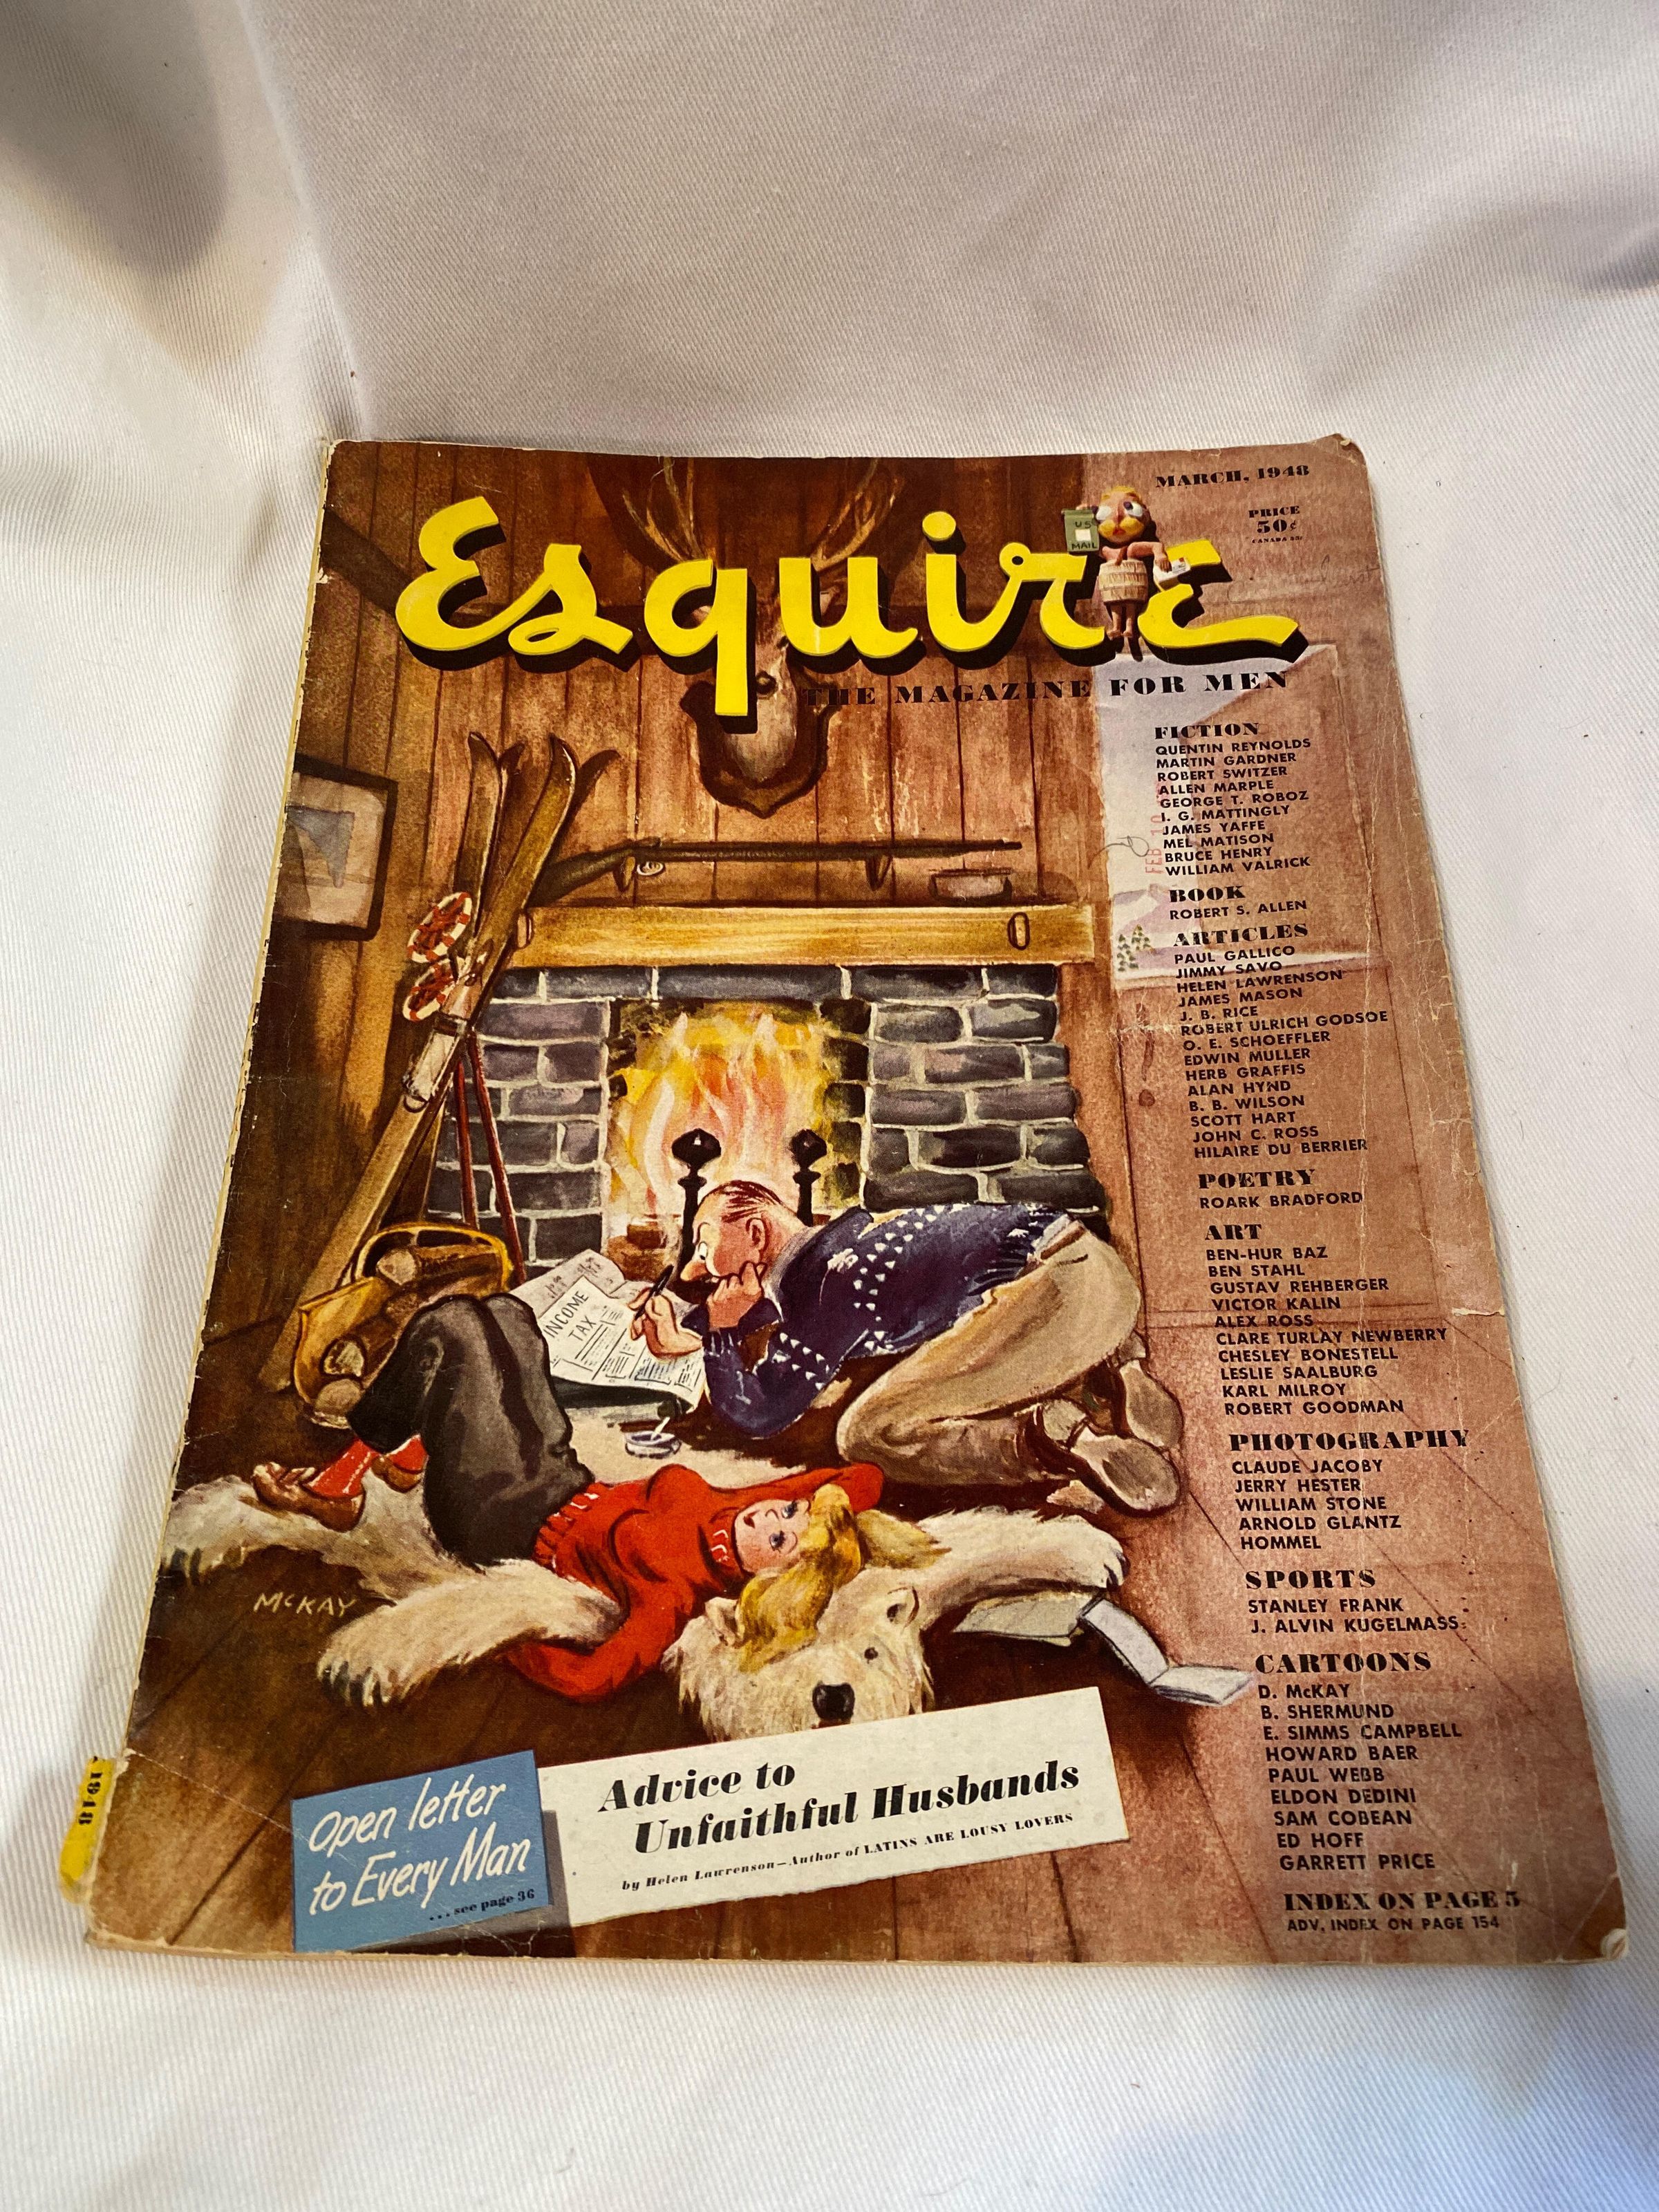 MARCH, 1948
PRICE
50¢
Esquire
US
MAIL
THE MAGAZINE FOR MEN
FICTION
QUENTIN REYNOLDS
MARTIN GARDNER
ROBERT SWITZER
ALLEN MARPLE
GEORGE T. ROBOZ
I. G. MATTINGLY
JAMES YAFFE
MEL MATISON
BRUCE HENRY
WILLIAM VALRICK
FEB 10
BOOK
ROBERT S. ALLEN
ARTICLES
PAUL GALLICO
JIMMY SAVO
HELEN LAWRENSON
JAMES MASON
J. B. RICE
ROBERT ULRICH GODSOE
O. E. SCHOEFFLER
EDWIN MULLER
HERB GRAFFIS
ALAN HYND
B. B. WILSON
SCOTT HART
JOHN C. ROSS
HILAIRE DU BERRIER
POETRY
ROARK BRADFORD
ART
BEN-HUR BAZ
BEN STAHL
GUSTAV REHBERGER
VICTOR KALIN
ALEX ROSS
CLARE TURLAY NEWBERRY
CHESLEY BONESTELL
LESLIE SAALBURG
KARL MILROY
ROBERT GOODMAN
PHOTOGRAPHY
CLAUDE JACOBY
JERRY HESTER
WILLIAM STONE
ARNOLD GLANTZ
HOMMEL
SPORTS
STANLEY FRANK
J. ALVIN KUGELMASS
CARTOONS
D. McKAY
B. SHERMUND
E. SIMMS CAMPBELL
HOWARD BAER
PAUL WEBB
ELDON DEDINI
SAM COBEAN
ED HOFF
GARRETT PRICE
INDEX ON PAGE 5
ADV. INDEX ON PAGE 154
INCOME
TAX
McKAY
Open letter
to Every Man
...see page 36
Advice to
Unfaithful Husbands
by Helen Lawrenson—Author of LATINS ARE LOUSY LOVERS
1948